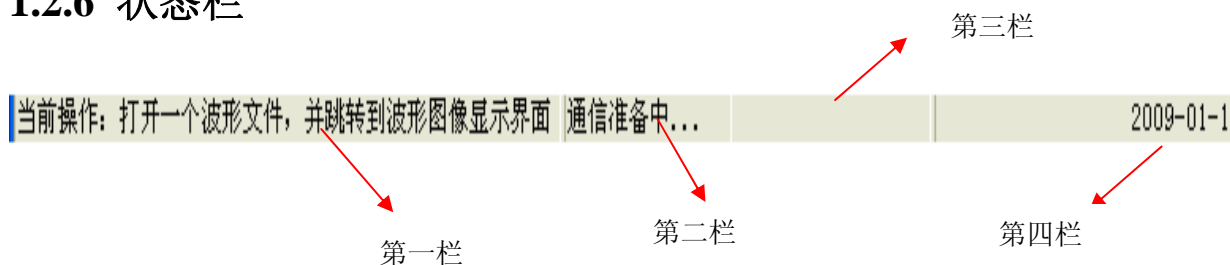 1.2.6 状态栏
第三栏
当前操作: 打开一个波形文件，并跳转到波形图像显示界面 通信准备中... 2009-01-1
第一栏 第二栏 第四栏